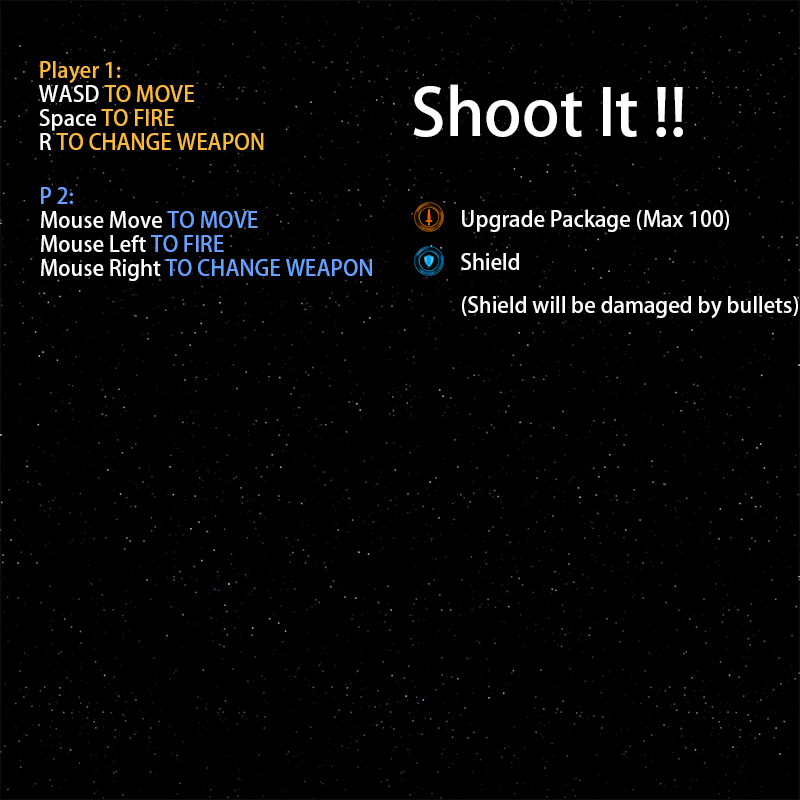 Player 1:
WASD TO MOVE
Space TO FIRE
R TO CHANGE WEAPON
P 2:
Mouse Move TO MOVE
Mouse Left TO FIRE
Mouse Right TO CHANGE WEAPON
Shoot It !!
Upgrade Package (Max 100)
Shield
(Shield will be damaged by bullets)